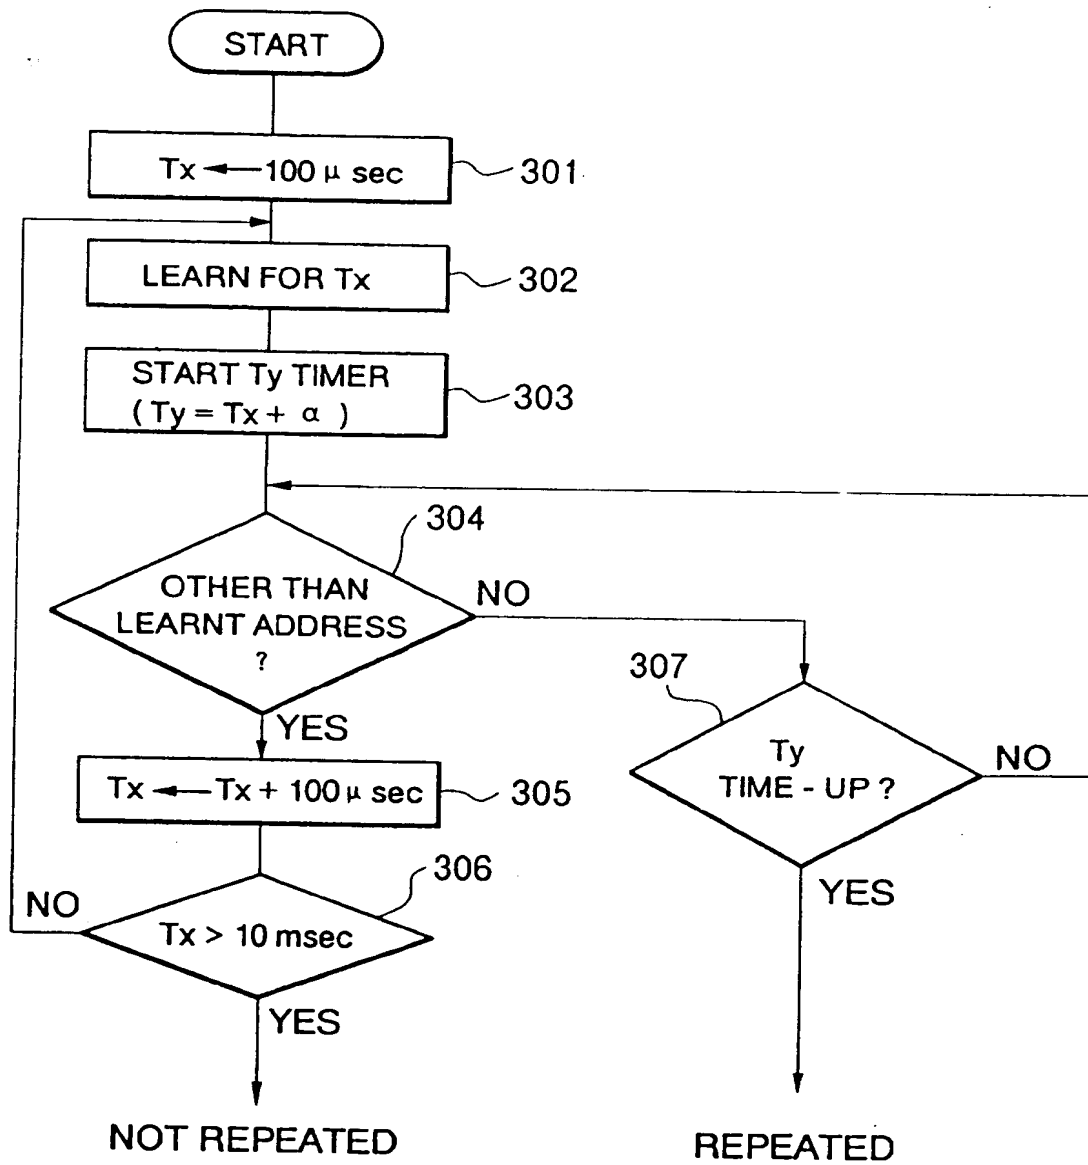 START
Tx ← 100 μ sec
301
LEARN FOR Tx
302
START Ty TIMER
( Ty = Tx + α )
303
304
OTHER THAN
LEARNT ADDRESS
?
NO
YES
307
Ty
TIME - UP ?
NO
YES
Tx ← Tx + 100 μ sec
305
306
Tx > 10 msec
NO
YES
NOT REPEATED
REPEATED